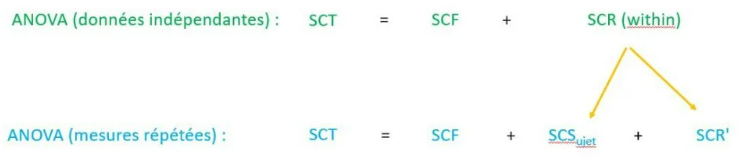 ANOVA (données indépendantes) : SCT = SCF + SCR (within)
ANOVA (mesures répétées) : SCT = SCF + SCSujet + SCR'